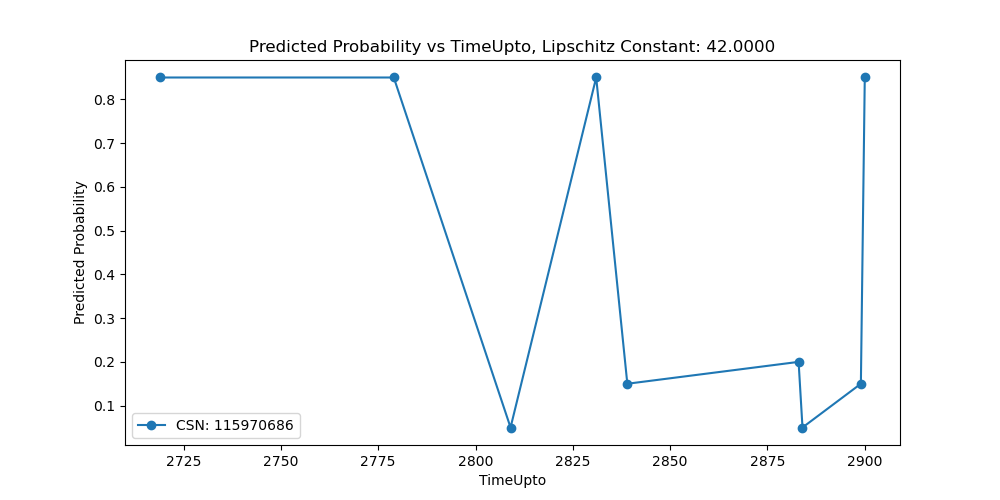 Predicted Probability vs TimeUpto, Lipschitz Constant: 42.0000
Predicted Probability
0.8
0.7
0.6
0.5
0.4
0.3
0.2
0.1
CSN: 115970686
2725 2750 2775 2800 2825 2850 2875 2900
TimeUpto